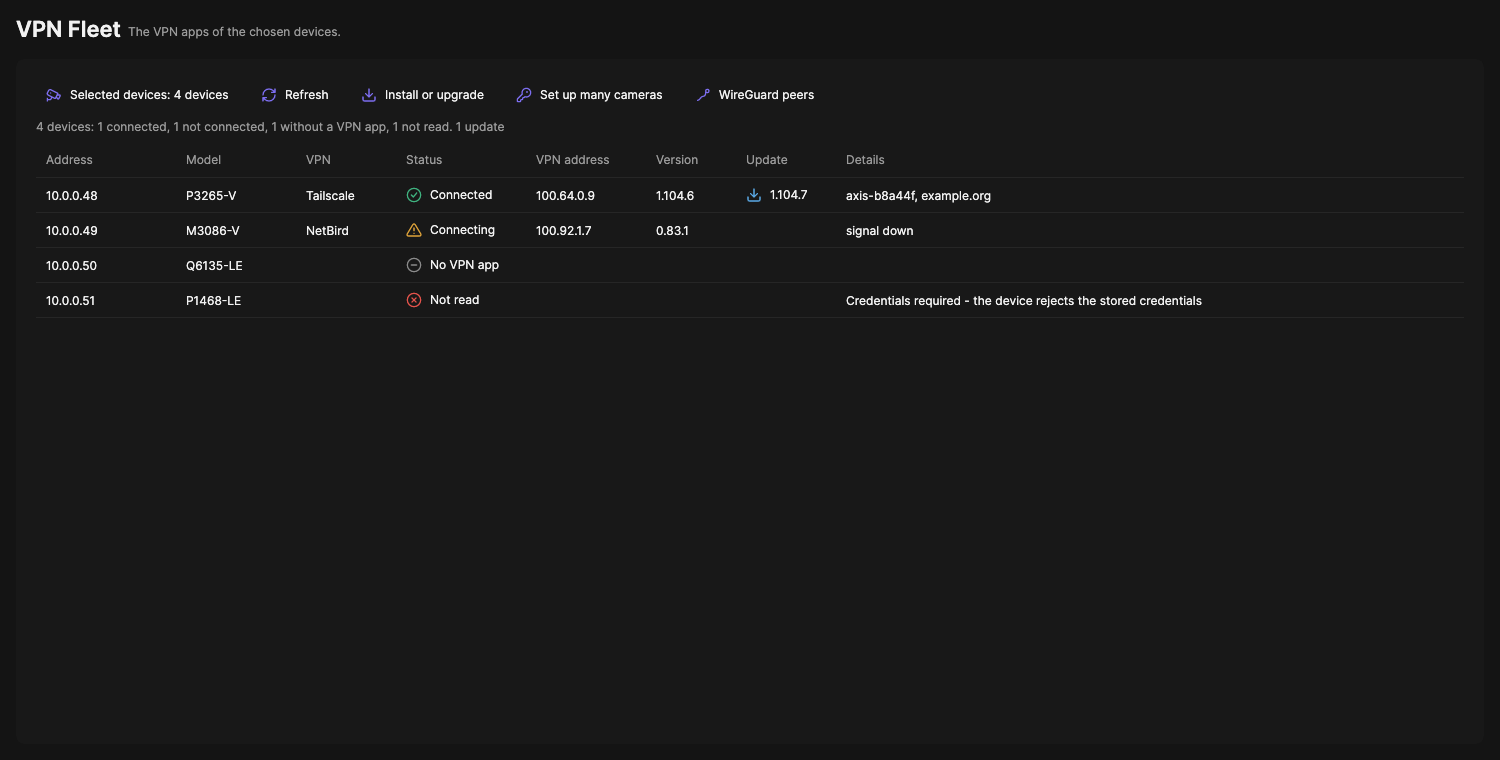 VPN Fleet The VPN apps of the chosen devices.
Selected devices: 4 devices Refresh Install or upgrade Set up many cameras WireGuard peers
4 devices: 1 connected, 1 not connected, 1 without a VPN app, 1 not read. 1 update
Address Model VPN Status VPN address Version Update Details
10.0.0.48 P3265-V Tailscale Connected 100.64.0.9 1.104.6 1.104.7 axis-b8a44f, example.org
10.0.0.49 M3086-V NetBird Connecting 100.92.1.7 0.83.1 signal down
10.0.0.50 Q6135-LE No VPN app
10.0.0.51 P1468-LE Not read Credentials required - the device rejects the stored credentials